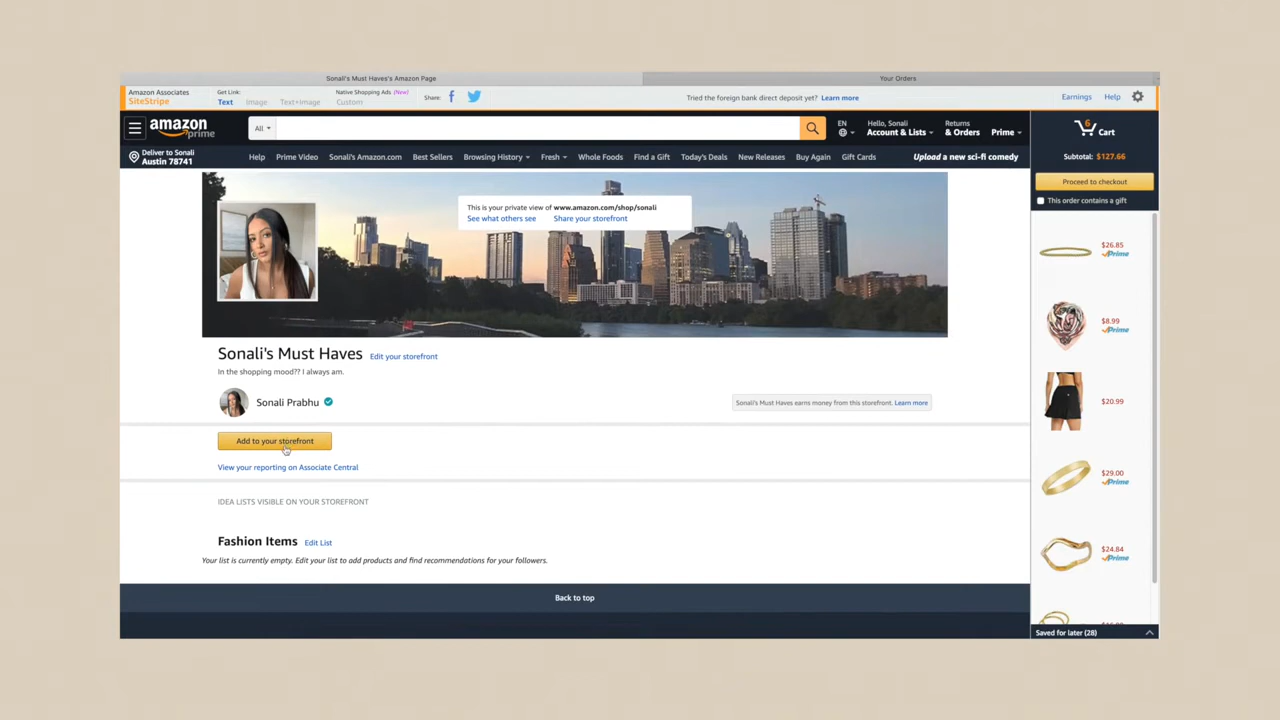 Sonali's Must Haves's Amazon Page
Your Orders
Amazon Associates
SiteStripe
Get Link:
Text Image Text+Image
Native Shopping Ads (New)
Custom
Share:
Tried the foreign bank direct deposit yet? Learn more
Earnings Help
amazon
prime
All
EN
Hello, Sonali
Account & Lists
Returns
& Orders
Prime
6
Cart
Deliver to Sonali
Austin 78741
Help Prime Video Sonali's Amazon.com Best Sellers Browsing History Fresh Whole Foods Find a Gift Today's Deals New Releases Buy Again Gift Cards
Upload a new sci-fi comedy
Subtotal: $127.66
Proceed to checkout
This order contains a gift
This is your private view of www.amazon.com/shop/sonali
See what others see Share your storefront
Sonali's Must Haves Edit your storefront
In the shopping mood?? I always am.
Sonali Prabhu
Sonali's Must Haves earns money from this storefront. Learn more
Add to your storefront
View your reporting on Associate Central
IDEA LISTS VISIBLE ON YOUR STOREFRONT
Fashion Items Edit List
Your list is currently empty. Edit your list to add products and find recommendations for your followers.
Back to top
$26.85
Prime
$8.99
Prime
$20.99
$29.00
Prime
$24.84
Prime
Saved for later (28)